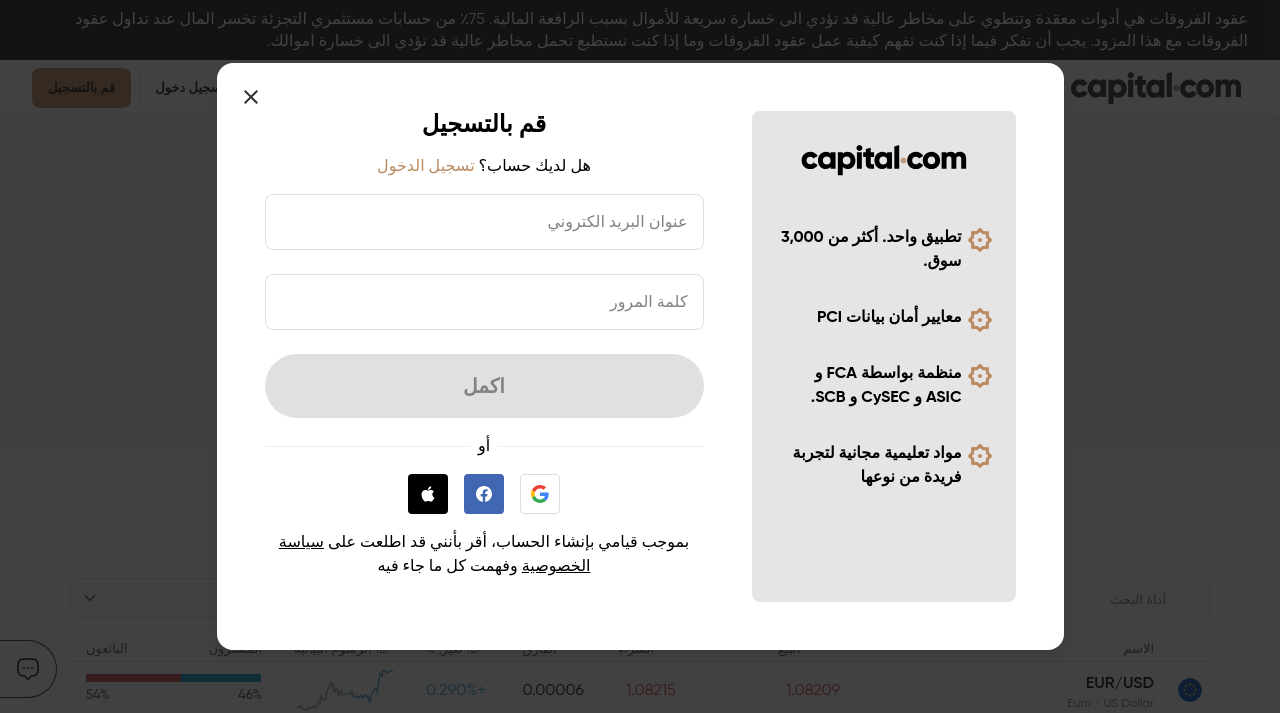 عقود الفروقات هي أدوات معقدة وتنطوي على مخاطر عالية قد تؤدي الى خسارة سريعة للأموال بسبب الرافعة المالية. 75٪ من حسابات مستثمري التجزئة تخسر المال عند تداول عقود
الفروقات مع هذا المزود. يجب أن تفكر فيما إذا كنت تفهم كيفية عمل عقود الفروقات وما إذا كنت تستطيع تحمل مخاطر عالية قد تؤدي الى خسارة اموالك.
capital.com
قم بالتسجيل
capital.com
تطبيق واحد. أكثر من 3,000
سوق.
معايير أمان بيانات PCI
منظمة بواسطة FCA و
ASIC و CySEC و SCB.
مواد تعليمية مجانية لتجربة
فريدة من نوعها
قم بالتسجيل
هل لديك حساب؟ تسجيل الدخول
عنوان البريد الكتروني
كلمة المرور
اكمل
أو
بموجب قيامي بإنشاء الحساب، أقر بأنني قد اطلعت على سياسة
الخصوصية وفهمت كل ما جاء فيه
أداة البحث
الاسم
البائعون
EUR/USD
Euro / US Dollar
1.08209
1.08215
0.00006
+0.290%
46%
54%